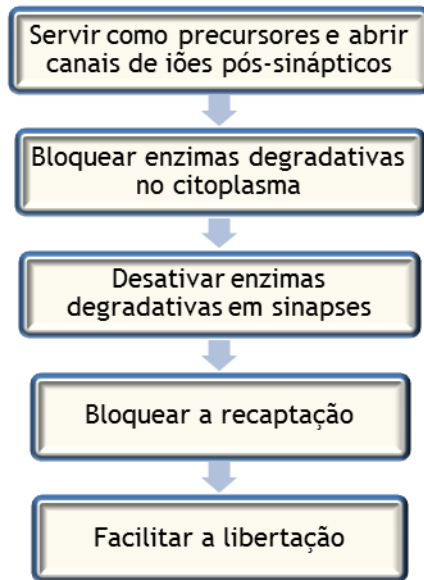 Servir como precursores e abrir
canais de iões pós-sinápticos
Bloquear enzimas degradativas
no citoplasma
Desativar enzimas
degradativas em sinapses
Bloquear a recaptação
Facilitar a libertação